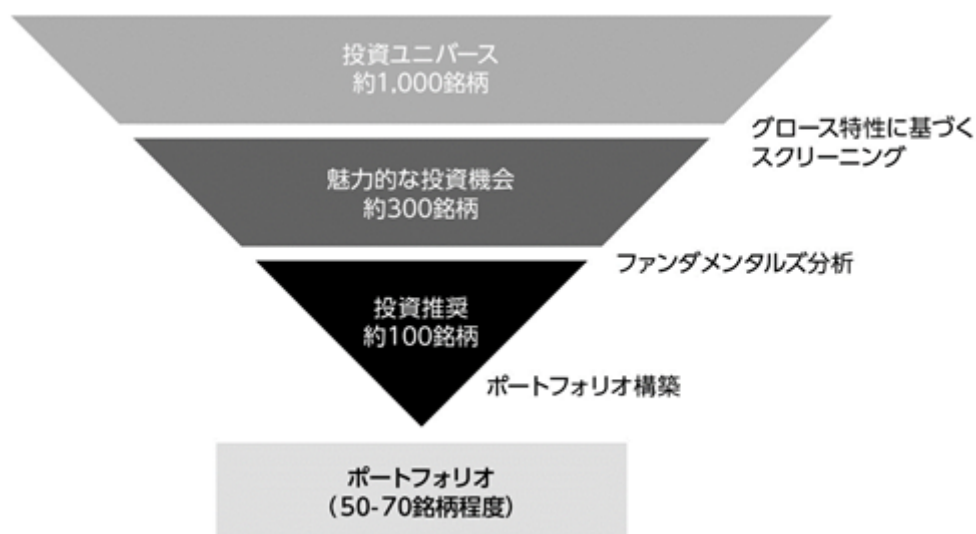 投資ユニバース
約1,000銘柄
グロース特性に基づく
スクリーニング
魅力的な投資機会
約300銘柄
ファンダメンタルズ分析
投資推奨
約100銘柄
ポートフォリオ構築
ポートフォリオ
（50-70銘柄程度）